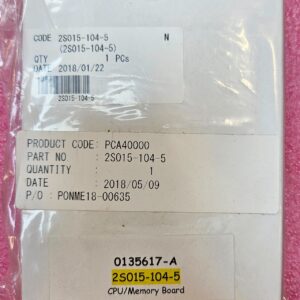 CODE 2S015-104-5 N
(2S015-104-5)
QTY 1 PCs
DATE 2018/01/22
2S015-104-5
PRODUCT CODE: PCA40000
PART NO. : 2S015-104-5
QUANTITY : 1
DATE : 2018/05/09
P/O : PONME18-00635
0135617-A
2S015-104-5
CPU/Memory Board